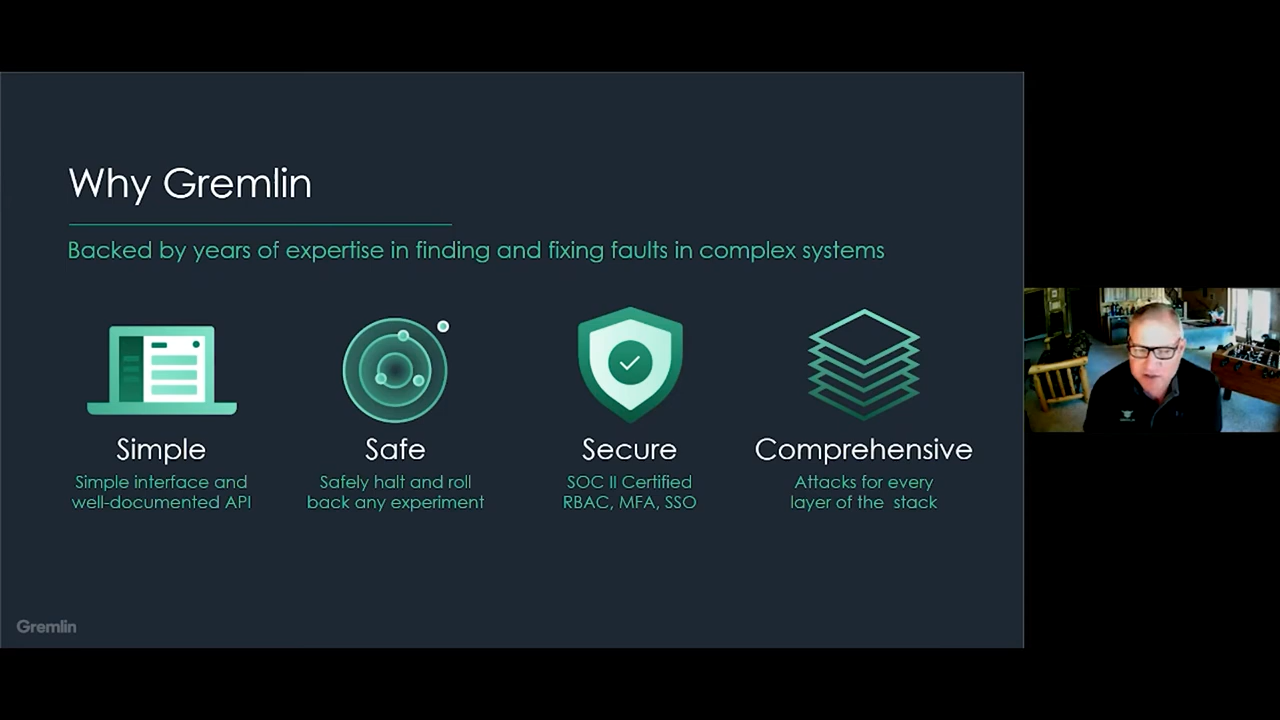 Why Gremlin
Backed by years of expertise in finding and fixing faults in complex systems
Simple
Simple interface and
well-documented API
Safe
Safely halt and roll
back any experiment
Secure
SOC II Certified
RBAC, MFA, SSO
Comprehensive
Attacks for every
layer of the stack
Gremlin